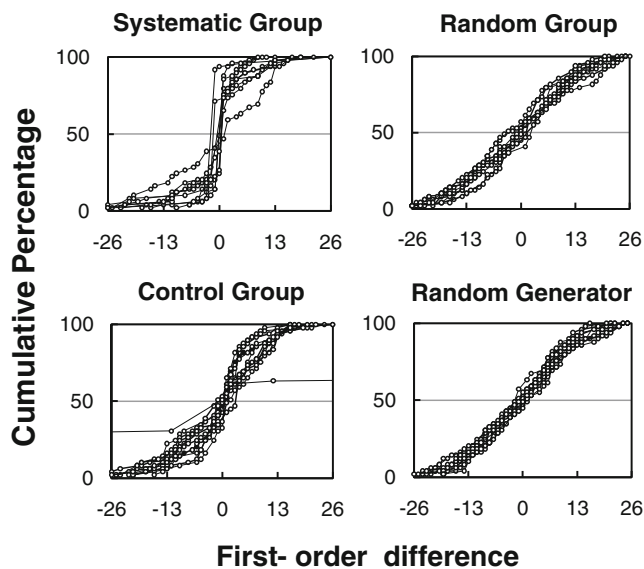 Systematic Group
Random Group
100
50
0
-26 -13 0 13 26
100
50
0
-26 -13 0 13 26
Control Group
Random Generator
100
50
0
-26 -13 0 13 26
100
50
0
-26 -13 0 13 26
Cumulative Percentage
First- order difference